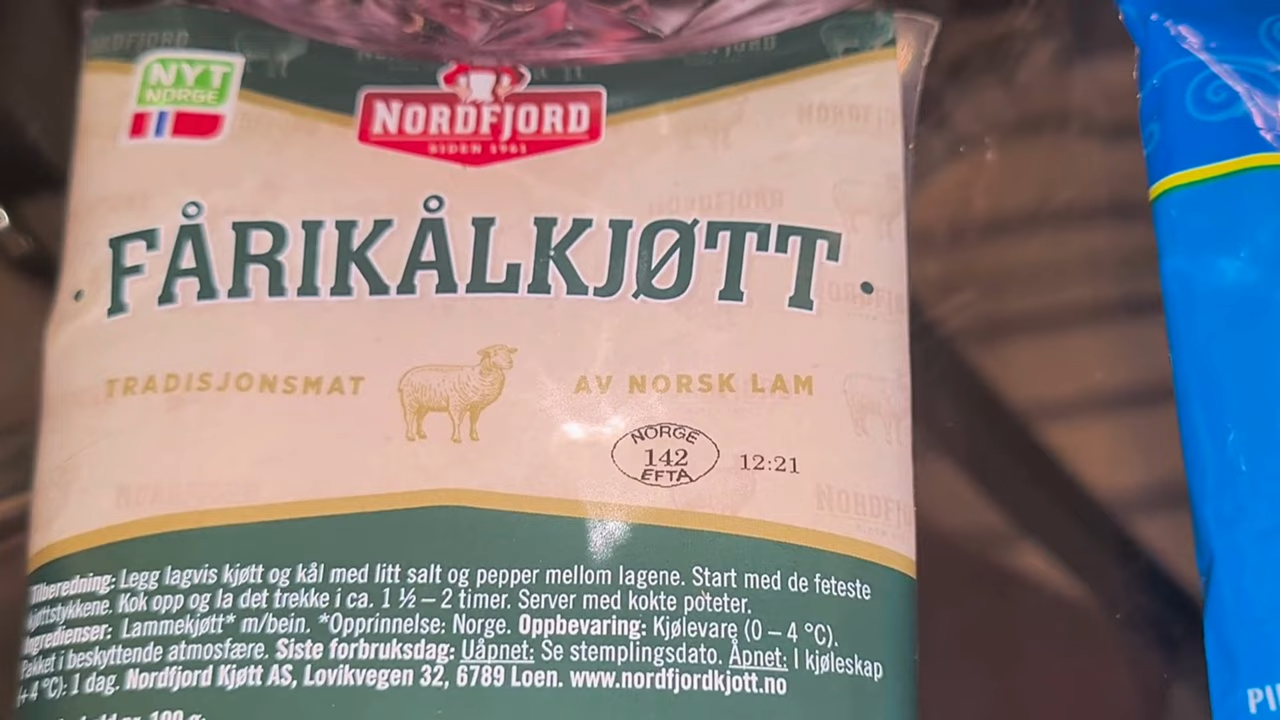 NYT
NORGE
NORDFJORD
SIDEN 1961
FÅRIKÅLKJØTT
TRADISJONSMAT
AV NORSK LAM
NORGE
142
EFTA
12:21
Tilberedning: Legg lagvis kjøtt og kål med litt salt og pepper mellom lagene. Start med de feteste
kjøttstykkene. Kok opp og la det trekke i ca. 1 ½ – 2 timer. Server med kokte poteter.
Ingredienser: Lammekjøtt* m/bein. *Opprinnelse: Norge. Oppbevaring: Kjølevare (0 – 4 °C).
Pakket i beskyttende atmosfære. Siste forbruksdag: Uåpnet: Se stemplingsdato. Åpnet: I kjøleskap
(+4 °C): 1 dag. Nordfjord Kjøtt AS, Lovikvegen 32, 6789 Loen. www.nordfjordkjott.no